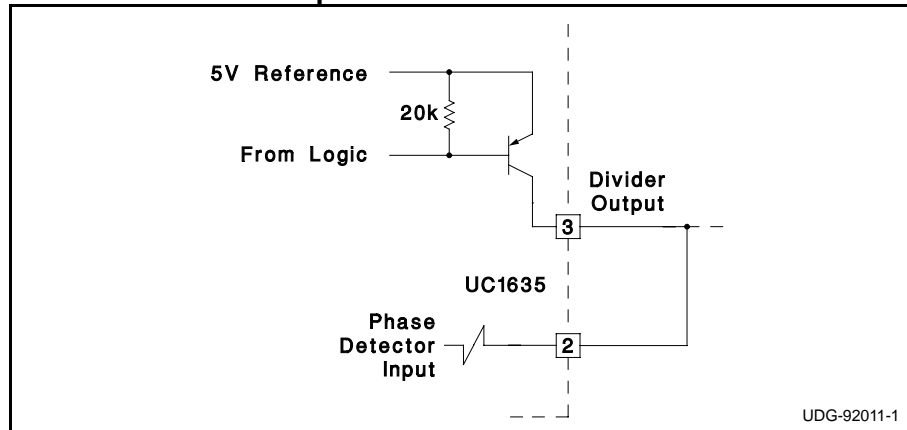 5V Reference
20k
From Logic
Divider
Output
3
UC1635
Phase
Detector
Input
2
UDG-92011-1